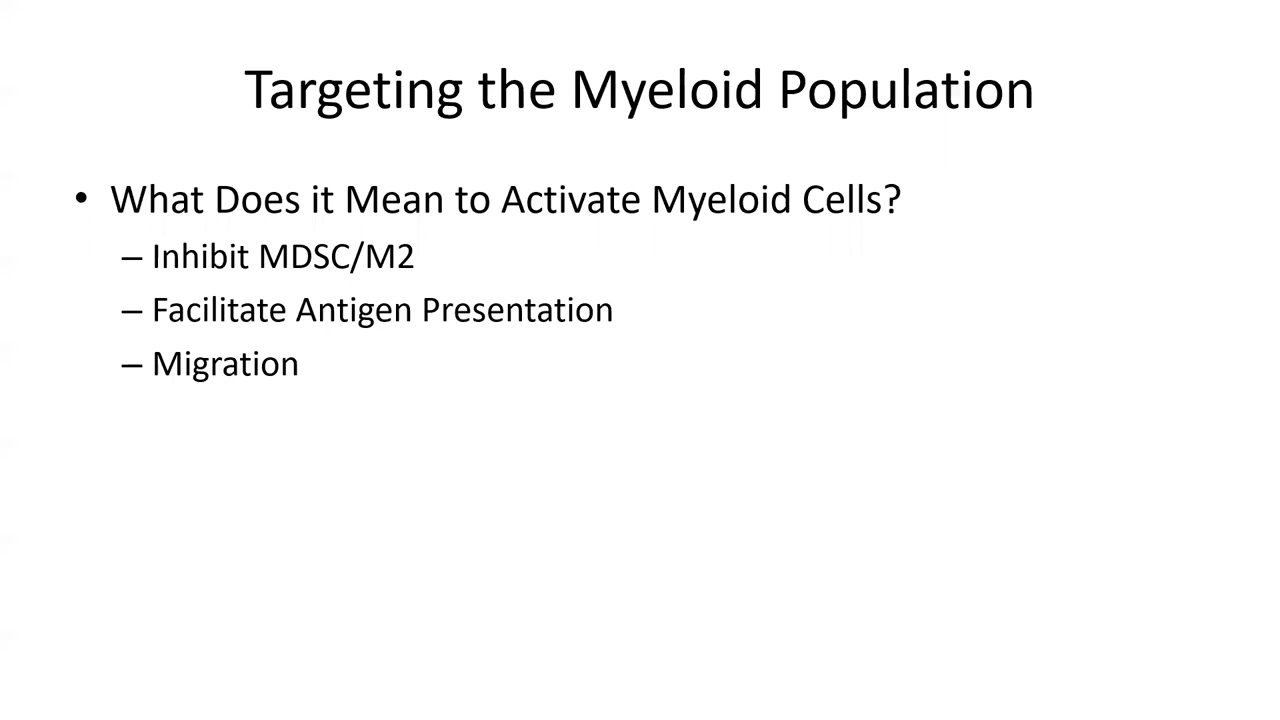 Targeting the Myeloid Population
• What Does it Mean to Activate Myeloid Cells?
– Inhibit MDSC/M2
– Facilitate Antigen Presentation
– Migration